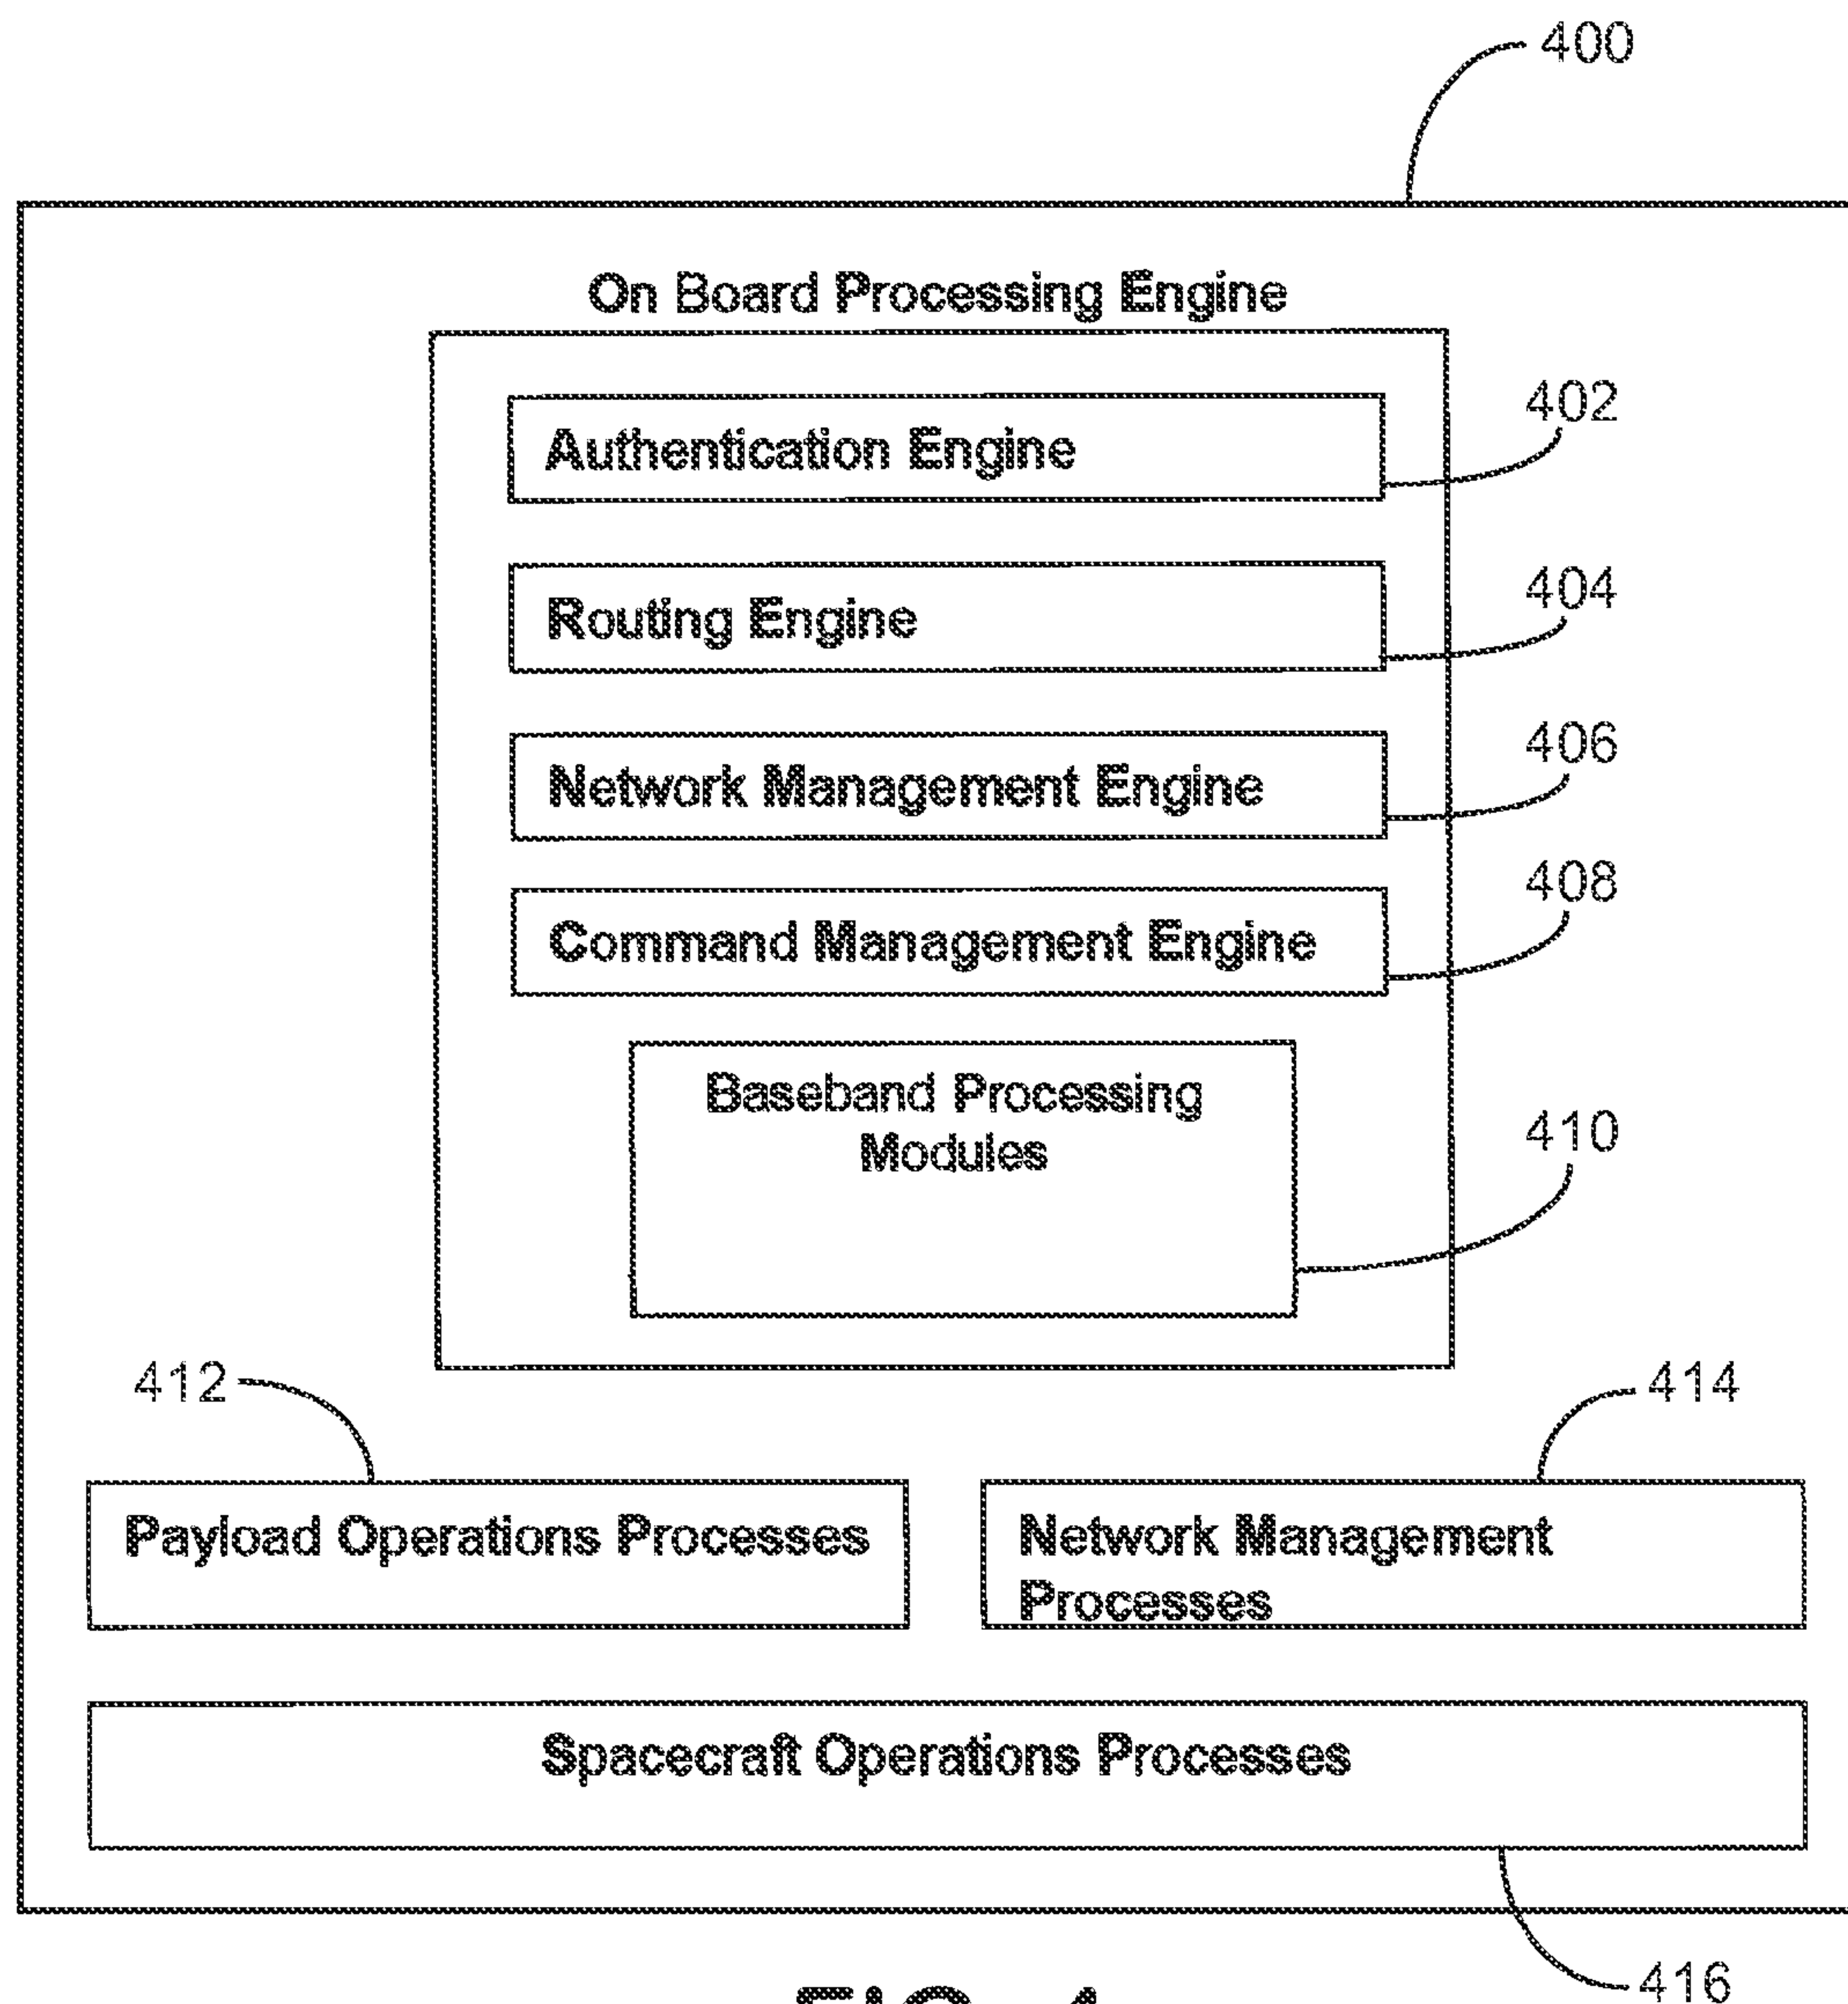 400
On Board Processing Engine
Authentication Engine
402
Routing Engine
404
Network Management Engine
406
Command Management Engine
408
Baseband Processing
Modules
410
412
414
Payload Operations Processes
Network Management
Processes
Spacecraft Operations Processes
416